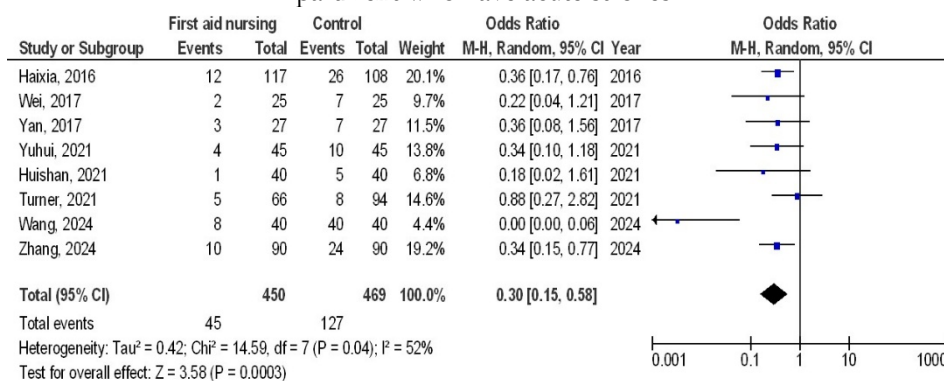 First aid nursing Control Odds Ratio Odds Ratio
Study or Subgroup Events Total Events Total Weight M-H, Random, 95% CI Year M-H, Random, 95% CI
Haixia, 2016 12 117 26 108 20.1% 0.36 [0.17, 0.76] 2016
Wei, 2017 2 25 7 25 9.7% 0.22 [0.04, 1.21] 2017
Yan, 2017 3 27 7 27 11.5% 0.36 [0.08, 1.56] 2017
Yuhui, 2021 4 45 10 45 13.8% 0.34 [0.10, 1.18] 2021
Huishan, 2021 1 40 5 40 6.8% 0.18 [0.02, 1.61] 2021
Turner, 2021 5 66 8 94 14.6% 0.88 [0.27, 2.82] 2021
Wang, 2024 8 40 40 40 4.4% 0.00 [0.00, 0.06] 2024
Zhang, 2024 10 90 24 90 19.2% 0.34 [0.15, 0.77] 2024
Total (95% CI) 450 469 100.0% 0.30 [0.15, 0.58]
Total events 45 127
Heterogeneity: Tau² = 0.42; Chi² = 14.59, df = 7 (P = 0.04); I² = 52%
Test for overall effect: Z = 3.58 (P = 0.0003)
0.001 0.1 1 10 1000